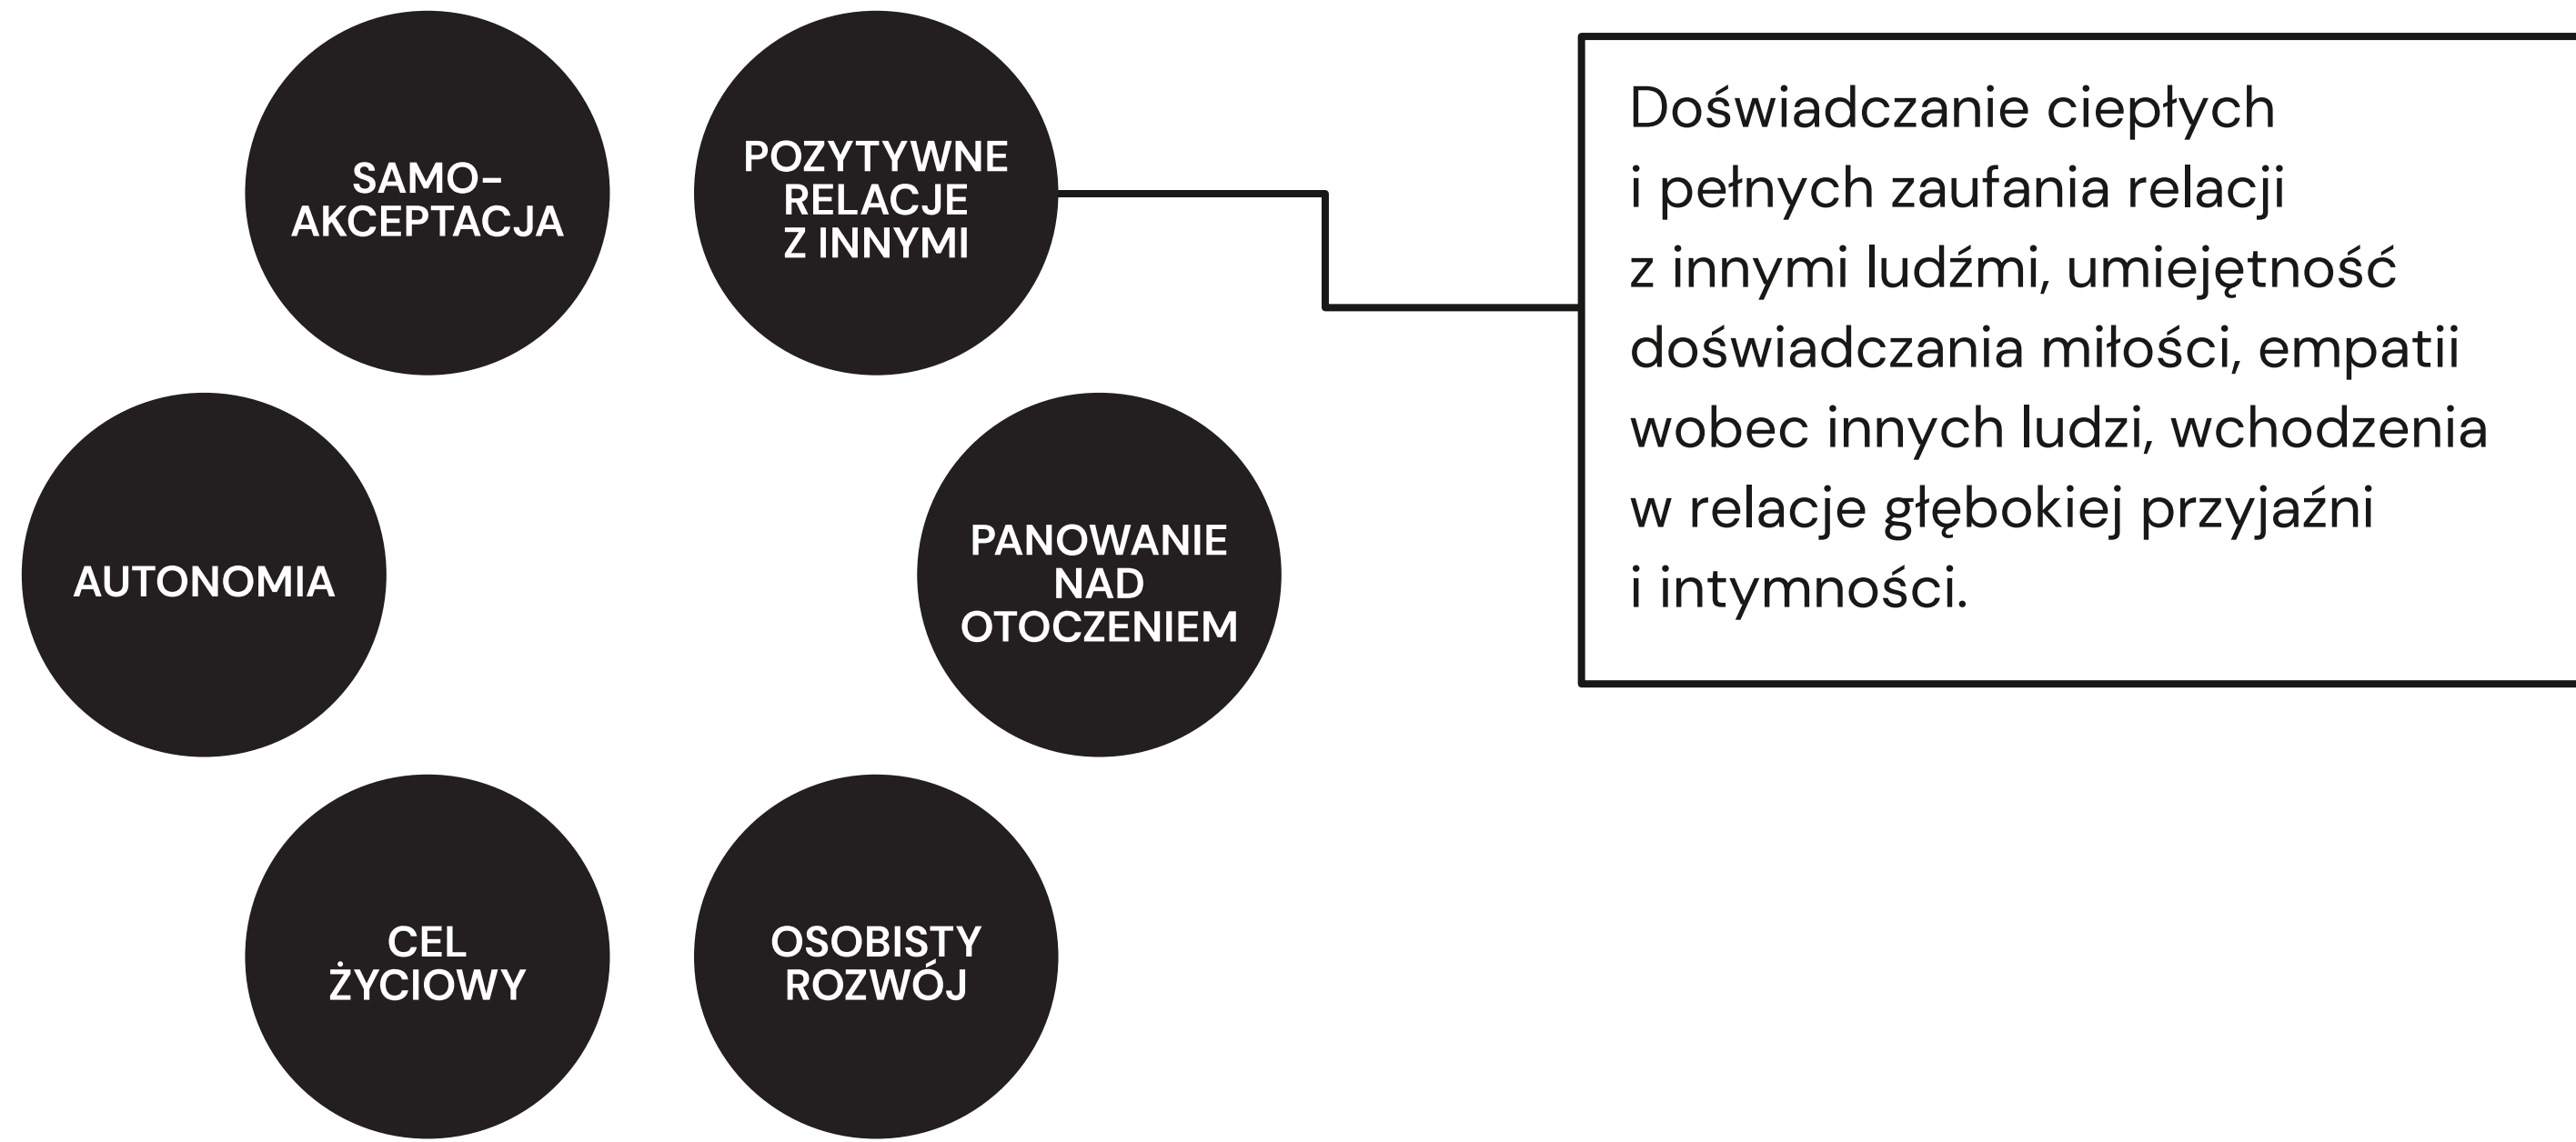 SAMO-
AKCEPTACJA
POZYTYWNE
RELACJE
Z INNYMI
Doświadczanie ciepłych
i pełnych zaufania relacji
z innymi ludźmi, umiejętność
doświadczania miłości, empatii
wobec innych ludzi, wchodzenia
w relacje głębokiej przyjaźni
i intymności.
AUTONOMIA
PANOWANIE
NAD
OTOCZENIEM
CEL
ŻYCIOWY
OSOBISTY
ROZWÓJ